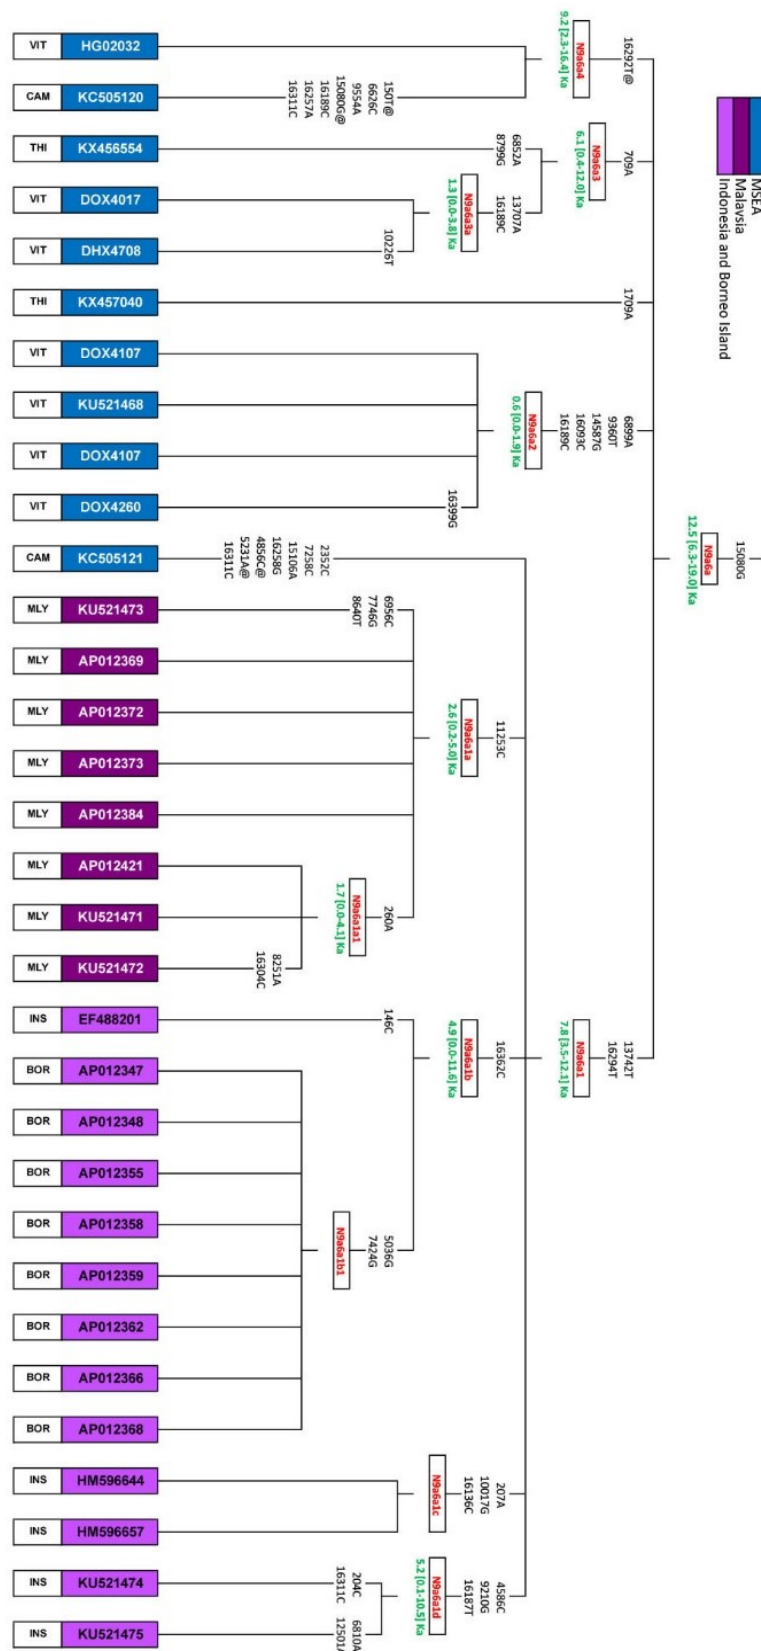 MSEA
Malaysia
Indonesia and Borneo Island
15080G
N9a6a
12.5 [6.3-19.0] Ka
16292T@
N9a6a4
9.2 [2.3-16.4] Ka
VIT HG02032
150T@
6626C
9554A
15080G@
16189C
16257A
16311C
CAM KC505120
709A
N9a6a3
6.1 [0.4-12.0] Ka
6852A
8799G
THI KX456554
13707A
16189C
N9a6a3a
1.3 [0.0-3.8] Ka
VIT DOX4017
10226T
VIT DHX4708
1709A
THI KX457040
6899A
9360T
14587G
16093C
16189C
N9a6a2
0.6 [0.0-1.9] Ka
VIT DOX4107
VIT KU521468
VIT DOX4107
16399G
VIT DOX4260
13742T
16294T
N9a6a1
7.8 [3.5-12.1] Ka
2352C
7258C
15106A
16258G
4856C@
5231A@
16311C
CAM KC505121
11253C
N9a6a1a
2.6 [0.2-5.0] Ka
6956C
7746G
8640T
MLY KU521473
MLY AP012369
MLY AP012372
MLY AP012373
MLY AP012384
260A
N9a6a1a1
1.7 [0.0-4.1] Ka
MLY AP012421
MLY KU521471
8251A
16304C
MLY KU521472
16362C
N9a6a1b
4.9 [0.0-11.6] Ka
146C
INS EF488201
5036G
7424G
N9a6a1b1
BOR AP012347
BOR AP012348
BOR AP012355
BOR AP012358
BOR AP012359
BOR AP012362
BOR AP012366
BOR AP012368
207A
10017G
16136C
N9a6a1c
INS HM596644
INS HM596657
4586C
9210G
16187T
N9a6a1d
5.2 [0.1-10.5] Ka
204C
16311C
INS KU521474
6810A
12501A
INS KU521475